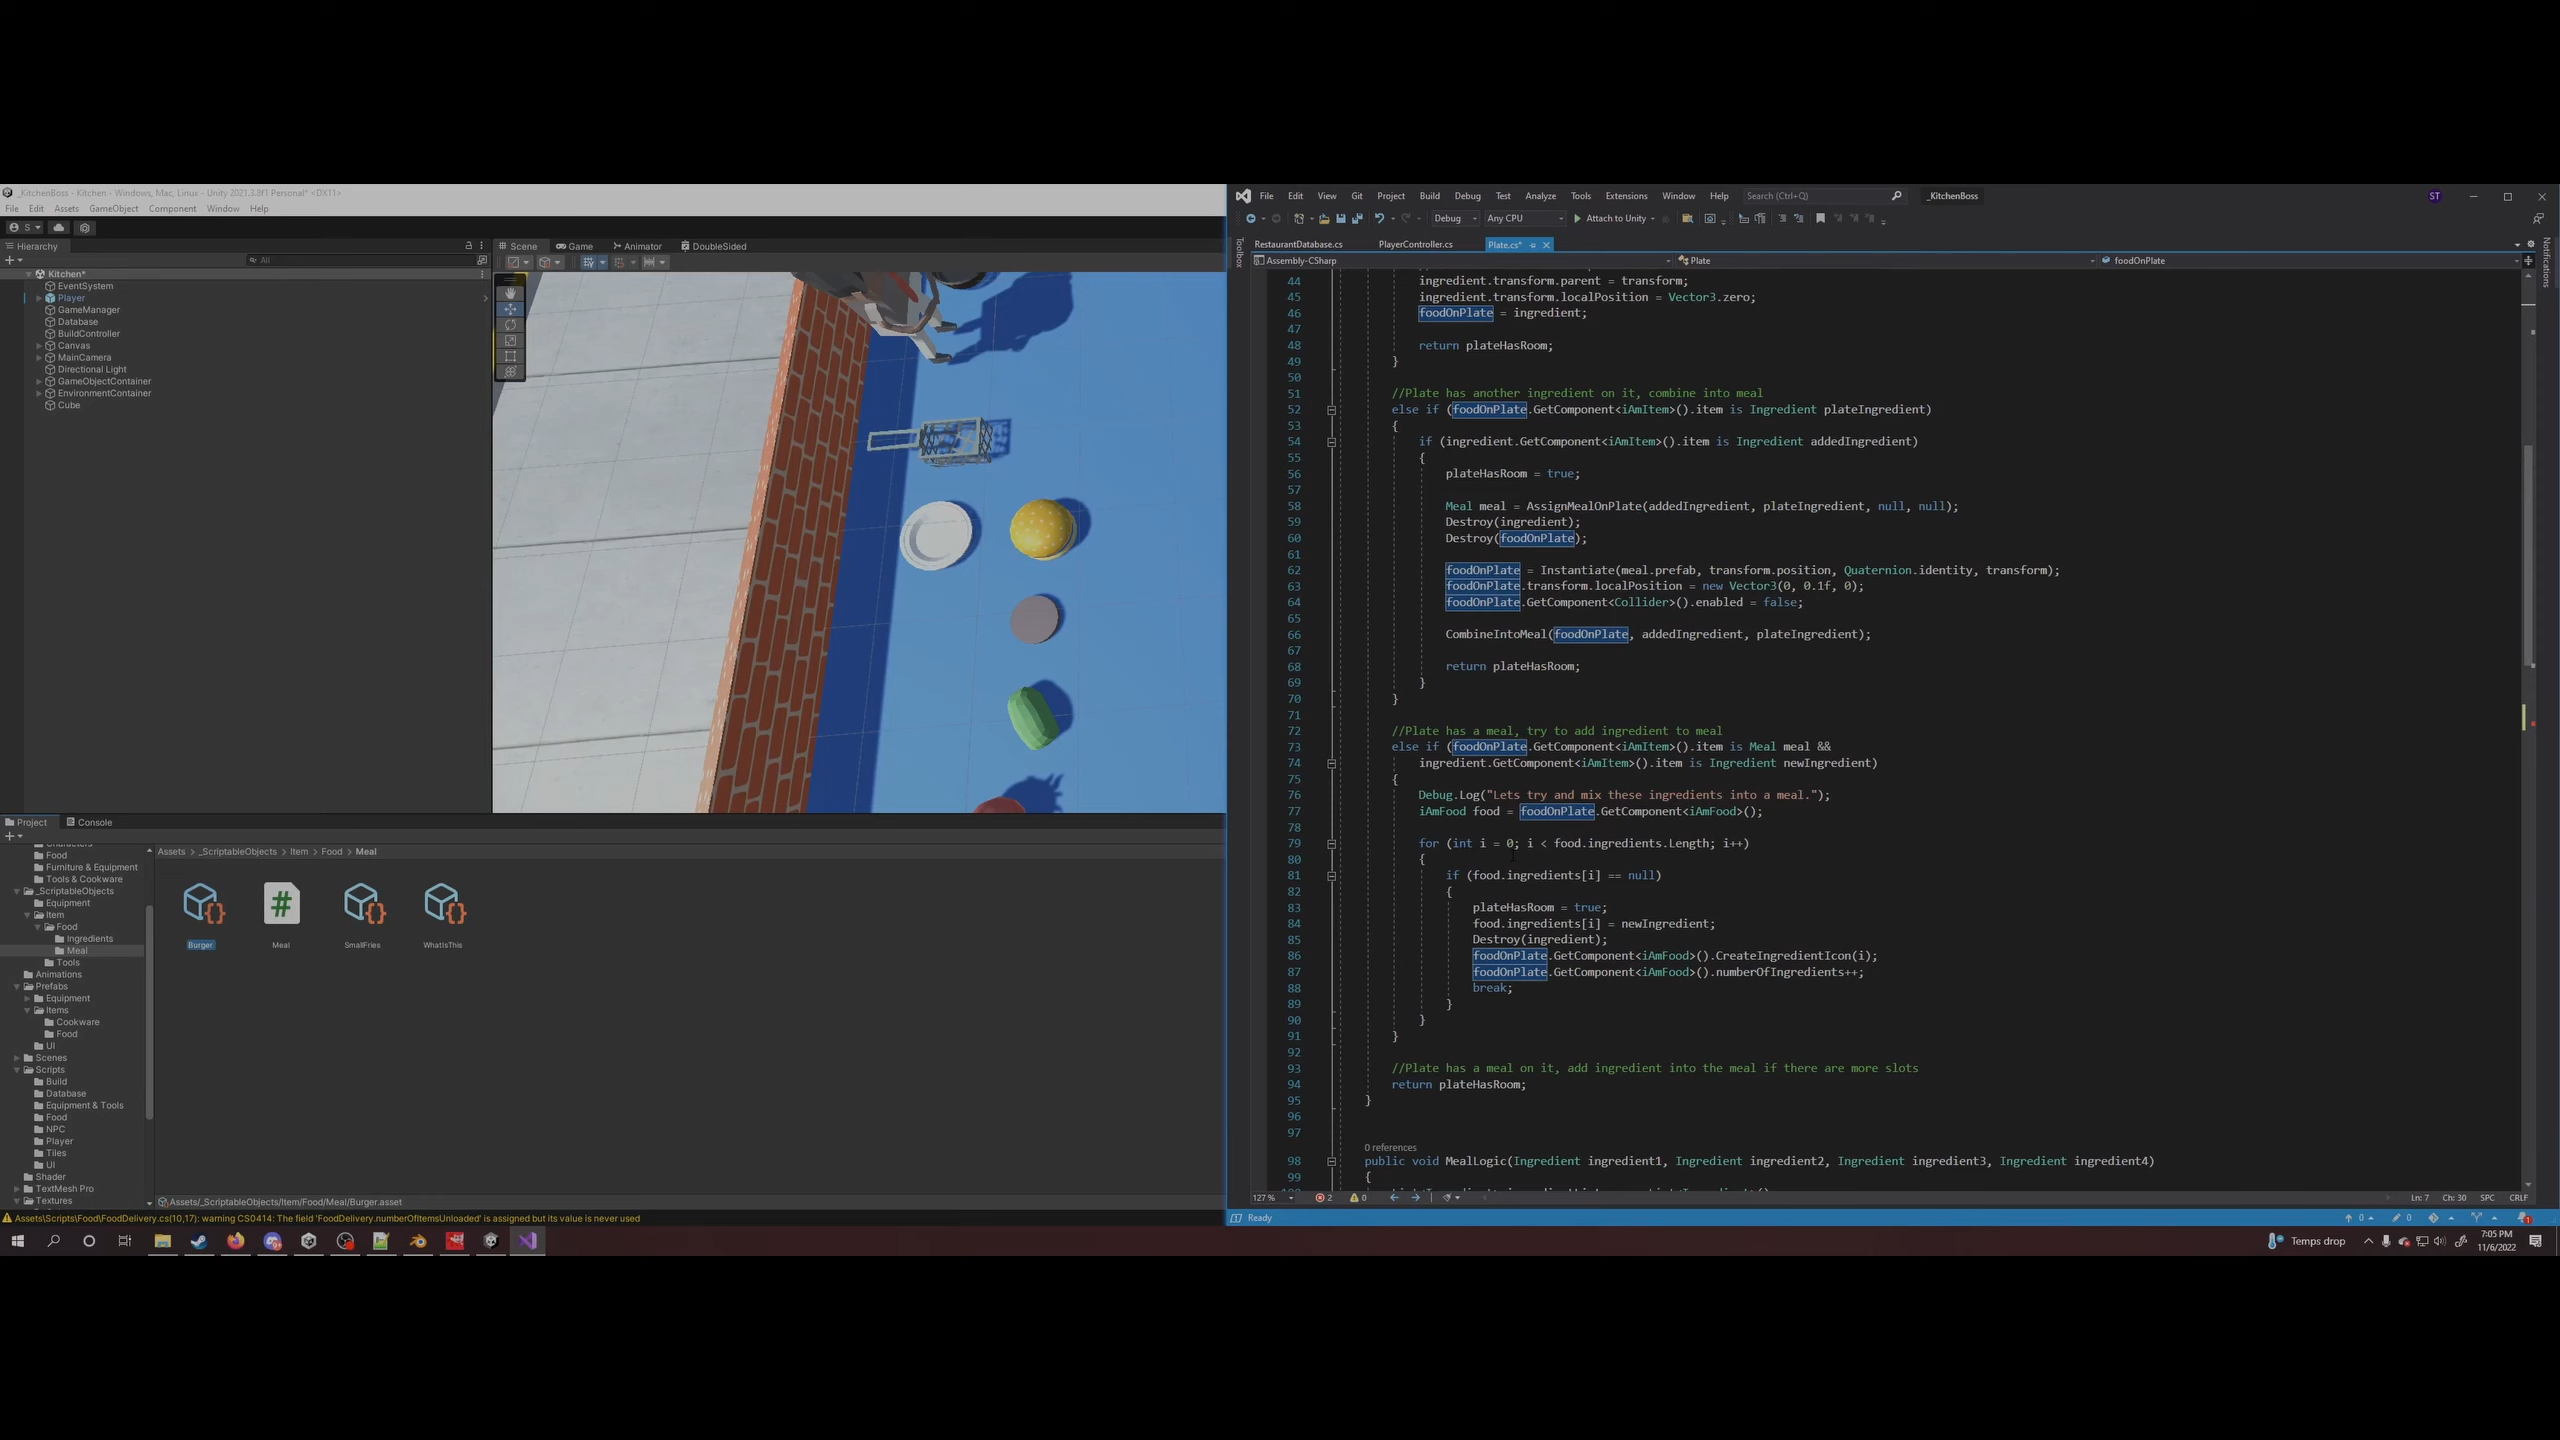 _KitchenBoss - Kitchen - Windows, Mac, Linux - Unity 2021.3.8f1 Personal* <DX11>
File Edit Assets GameObject Component Window Help
S
Hierarchy
All
Kitchen*
EventSystem
Player
GameManager
Database
BuildController
Canvas
MainCamera
Directional Light
GameObjectContainer
EnvironmentContainer
Cube
Scene Game Animator DoubleSided
Project Console
Characters
Food
Furniture & Equipment
Tools & Cookware
_ScriptableObjects
Equipment
Item
Food
Ingredients
Meal
Tools
Animations
Prefabs
Equipment
Items
Cookware
Food
UI
Scenes
Scripts
Build
Database
Equipment & Tools
Food
NPC
Player
Tiles
UI
Shader
TextMesh Pro
Textures
Assets _ScriptableObjects Item Food Meal
Burger Meal SmallFries WhatIsThis
Assets/_ScriptableObjects/Item/Food/Meal/Burger.asset
Assets\Scripts\Food\FoodDelivery.cs(10,17): warning CS0414: The field 'FoodDelivery.numberOfItemsUnloaded' is assigned but its value is never used
File Edit View Git Project Build Debug Test Analyze Tools Extensions Window Help Search (Ctrl+Q) _KitchenBoss ST
Debug Any CPU Attach to Unity
Toolbox
Notifications
RestaurantDatabase.cs PlayerController.cs Plate.cs*
Assembly-CSharp Plate foodOnPlate
44 ingredient.transform.parent = transform;
45 ingredient.transform.localPosition = Vector3.zero;
46 foodOnPlate = ingredient;
47
48 return plateHasRoom;
49 }
50
51 //Plate has another ingredient on it, combine into meal
52 else if (foodOnPlate.GetComponent<iAmItem>().item is Ingredient plateIngredient)
53 {
54 if (ingredient.GetComponent<iAmItem>().item is Ingredient addedIngredient)
55 {
56 plateHasRoom = true;
57
58 Meal meal = AssignMealOnPlate(addedIngredient, plateIngredient, null, null);
59 Destroy(ingredient);
60 Destroy(foodOnPlate);
61
62 foodOnPlate = Instantiate(meal.prefab, transform.position, Quaternion.identity, transform);
63 foodOnPlate.transform.localPosition = new Vector3(0, 0.1f, 0);
64 foodOnPlate.GetComponent<Collider>().enabled = false;
65
66 CombineIntoMeal(foodOnPlate, addedIngredient, plateIngredient);
67
68 return plateHasRoom;
69 }
70 }
71
72 //Plate has a meal, try to add ingredient to meal
73 else if (foodOnPlate.GetComponent<iAmItem>().item is Meal meal &&
74 ingredient.GetComponent<iAmItem>().item is Ingredient newIngredient)
75 {
76 Debug.Log("Lets try and mix these ingredients into a meal.");
77 iAmFood food = foodOnPlate.GetComponent<iAmFood>();
78
79 for (int i = 0; i < food.ingredients.Length; i++)
80 {
81 if (food.ingredients[i] == null)
82 {
83 plateHasRoom = true;
84 food.ingredients[i] = newIngredient;
85 Destroy(ingredient);
86 foodOnPlate.GetComponent<iAmFood>().CreateIngredientIcon(i);
87 foodOnPlate.GetComponent<iAmFood>().numberOfIngredients++;
88 break;
89 }
90 }
91 }
92
93 //Plate has a meal on it, add ingredient into the meal if there are more slots
94 return plateHasRoom;
95 }
96
97
0 references
98 public void MealLogic(Ingredient ingredient1, Ingredient ingredient2, Ingredient ingredient3, Ingredient ingredient4)
99 {
127 % 2 0 Ln: 7 Ch: 30 SPC CRLF
Ready 0 0 1
Temps drop 7:05 PM
11/6/2022